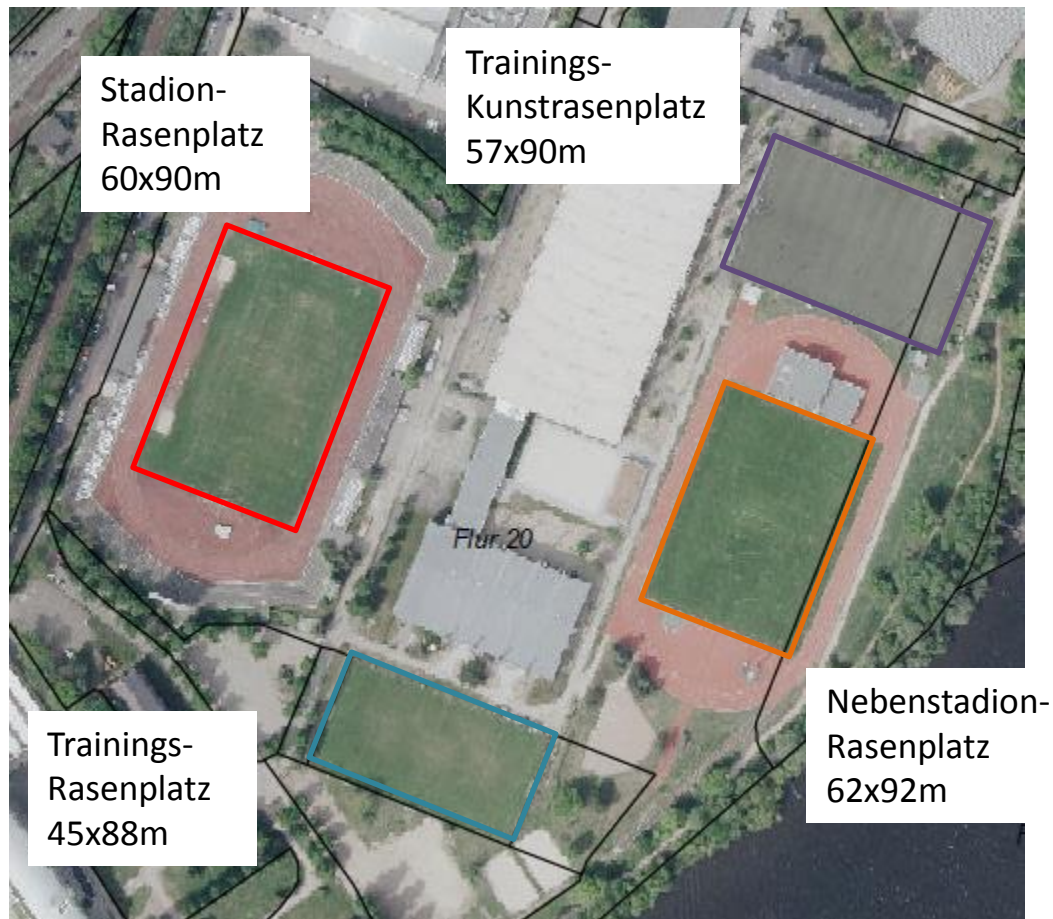 Stadion-
Rasenplatz
60x90m
Trainings-
Kunstrasenplatz
57x90m
Flur 20
Trainings-
Rasenplatz
45x88m
Nebenstadion-
Rasenplatz
62x92m